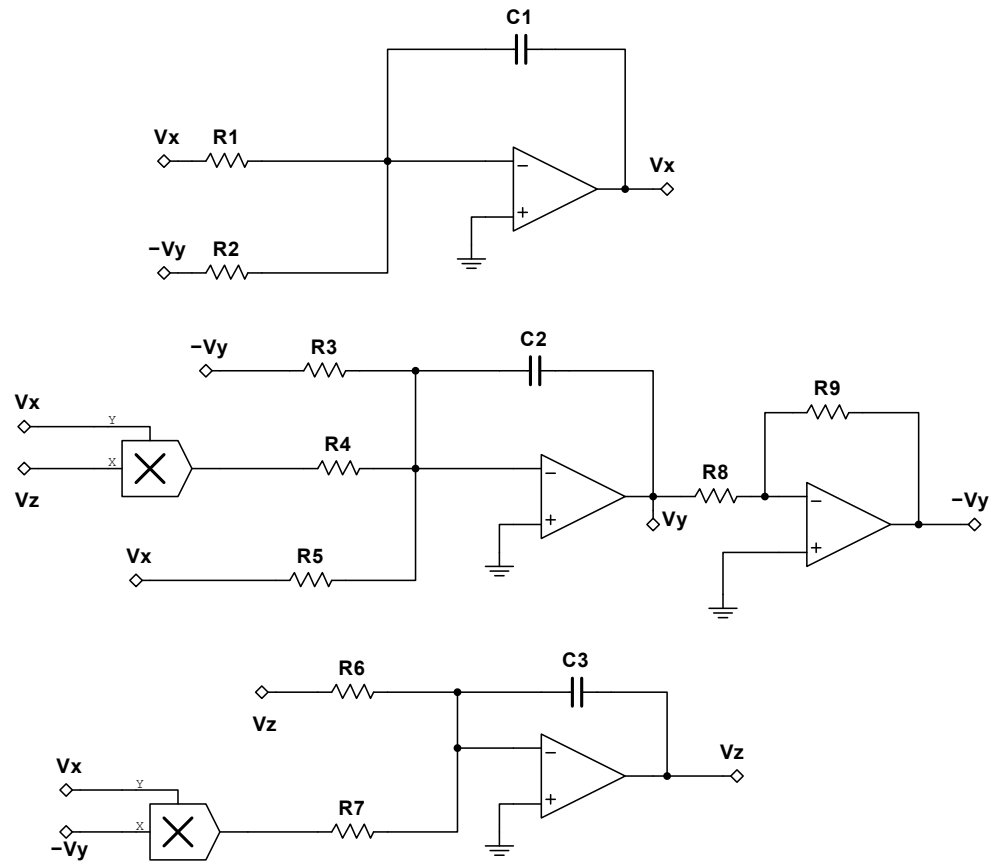 C1
Vx R1
Vx
−
+
−Vy R2
−Vy R3 C2
Vx Y
R9
X R4
−
R8
−Vy
Vz
+
Vy
−
Vx R5
+
R6 C3
Vz
−
Vz
Vx Y
+
X R7
−Vy